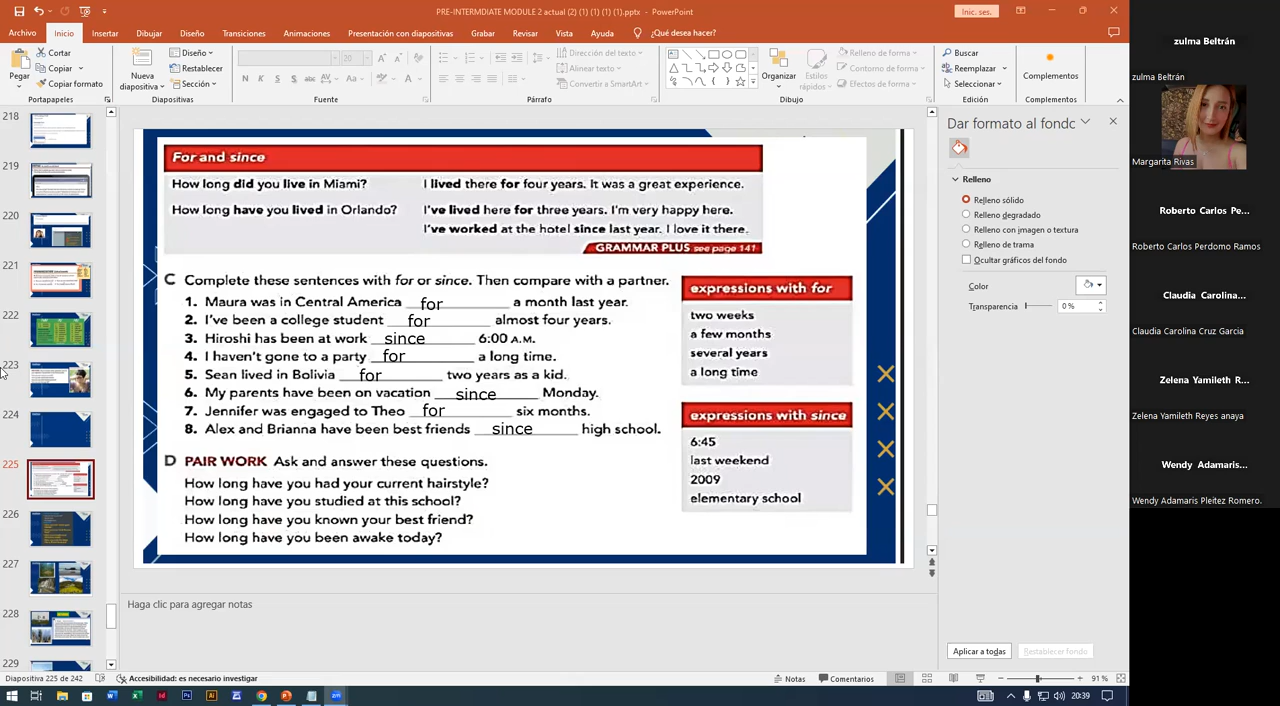 PRE-INTERMDIATE MODULE 2 actual (2) (1) (1) (1) (1).pptx - PowerPoint
Inic. ses.
Archivo Inicio Insertar Dibujar Diseño Transiciones Animaciones Presentación con diapositivas Grabar Revisar Vista Ayuda ¿Qué desea hacer?
Pegar
Cortar
Copiar
Copiar formato
Portapapeles
Nueva
diapositiva
Diseño
Restablecer
Sección
Diapositivas
20
N K S S abc AV Aa A
Fuente
Dirección del texto
Alinear texto
Convertir a SmartArt
Párrafo
Organizar
Estilos
rápidos
Relleno de forma
Contorno de forma
Efectos de forma
Dibujo
Buscar
Reemplazar
Seleccionar
Edición
Complementos
Complementos
218
219
220
221
222
223
224
225
226
227
228
229
For and since
How long did you live in Miami? I lived there for four years. It was a great experience.
How long have you lived in Orlando? I've lived here for three years. I'm very happy here.
I've worked at the hotel since last year. I love it there.
GRAMMAR PLUS see page 141
C Complete these sentences with for or since. Then compare with a partner.
1. Maura was in Central America for a month last year.
2. I've been a college student for almost four years.
3. Hiroshi has been at work since 6:00 A.M.
4. I haven't gone to a party for a long time.
5. Sean lived in Bolivia for two years as a kid.
6. My parents have been on vacation since Monday.
7. Jennifer was engaged to Theo for six months.
8. Alex and Brianna have been best friends since high school.
expressions with for
two weeks
a few months
several years
a long time
expressions with since
6:45
last weekend
2009
elementary school
D PAIR WORK Ask and answer these questions.
How long have you had your current hairstyle?
How long have you studied at this school?
How long have you known your best friend?
How long have you been awake today?
Haga clic para agregar notas
Dar formato al fondo
Relleno
Relleno sólido
Relleno degradado
Relleno con imagen o textura
Relleno de trama
Ocultar gráficos del fondo
Color
Transparencia 0 %
Aplicar a todas
Restablecer fondo
Diapositiva 225 de 242
Accesibilidad: es necesario investigar
Notas
Comentarios
91 %
20:39
zulma Beltrán
zulma Beltrán
Margarita Rivas
Roberto Carlos Pe...
Roberto Carlos Perdomo Ramos
Claudia Carolina...
Claudia Carolina Cruz Garcia
Zelena Yamileth R...
Zelena Yamileth Reyes anaya
Wendy Adamaris...
Wendy Adamaris Pleitez Romero.